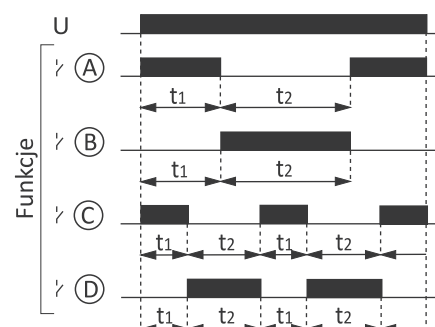 U
Funkcje
A
t1 t2
B
t1 t2
C
t1 t2 t1 t2
D
t1 t2 t1 t2